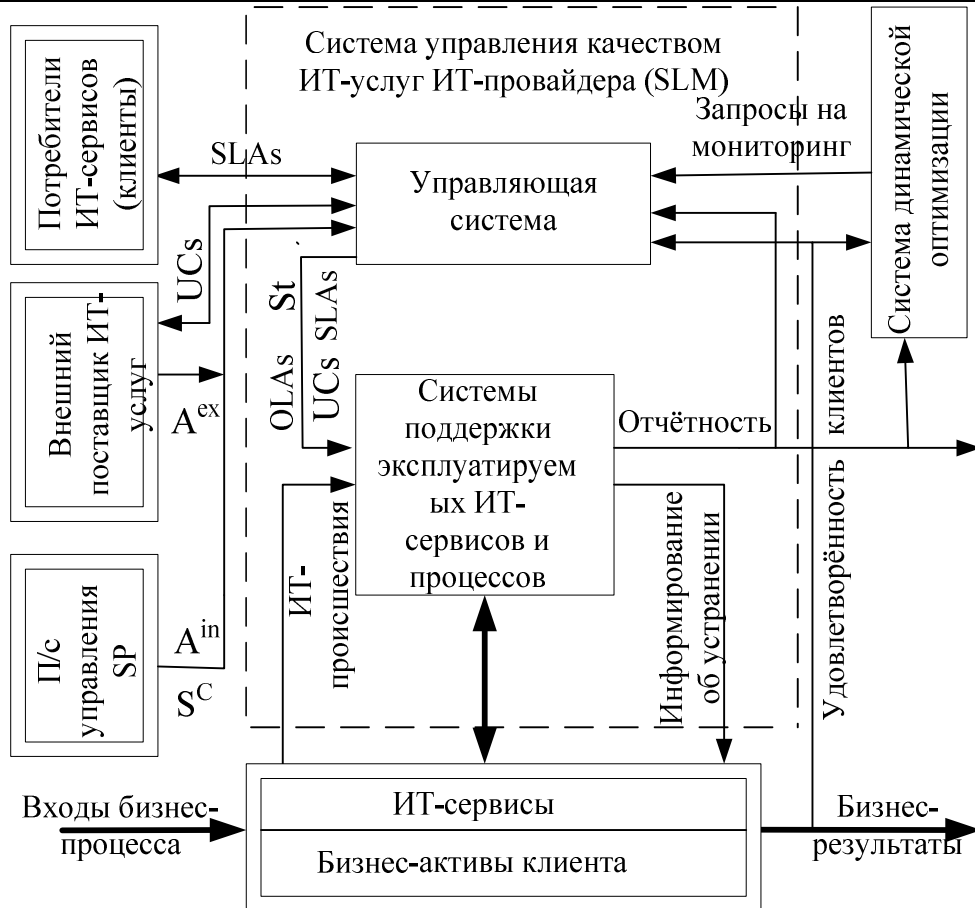 Система управления качеством
ИТ-услуг ИТ-провайдера (SLM)
Потребители
ИТ-сервисов
(клиенты)
SLAs
Управляющая
система
Запросы на
мониторинг
Система динамической
оптимизации
UCs
Внешний
поставщик ИТ-
услуг
A^ex
St
SLAs
OLAs
UCs
Системы
поддержки
эксплуатируем
ых ИТ-
сервисов и
процессов
Отчётность
Удовлетворённость клиентов
ИТ-
происшествия
Информирование
об устранении
П/с
управления
SP
A^in
S^C
Входы бизнес-
процесса
ИТ-сервисы
Бизнес-активы клиента
Бизнес-
результаты